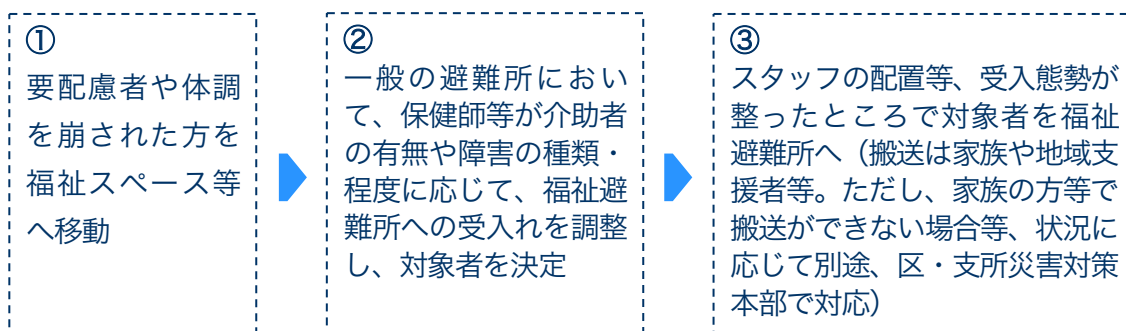 ①
要配慮者や体調
を崩された方を
福祉スペース等
へ移動
②
一般の避難所におい
て、保健師等が介助者
の有無や障害の種類・
程度に応じて、福祉避
難所への受入れを調整
し、対象者を決定
③
スタッフの配置等、受入態勢が
整ったところで対象者を福祉
避難所へ（搬送は家族や地域支
援者等。ただし、家族の方等で
搬送ができない場合等、状況に
応じて別途、区・支所災害対策
本部で対応）